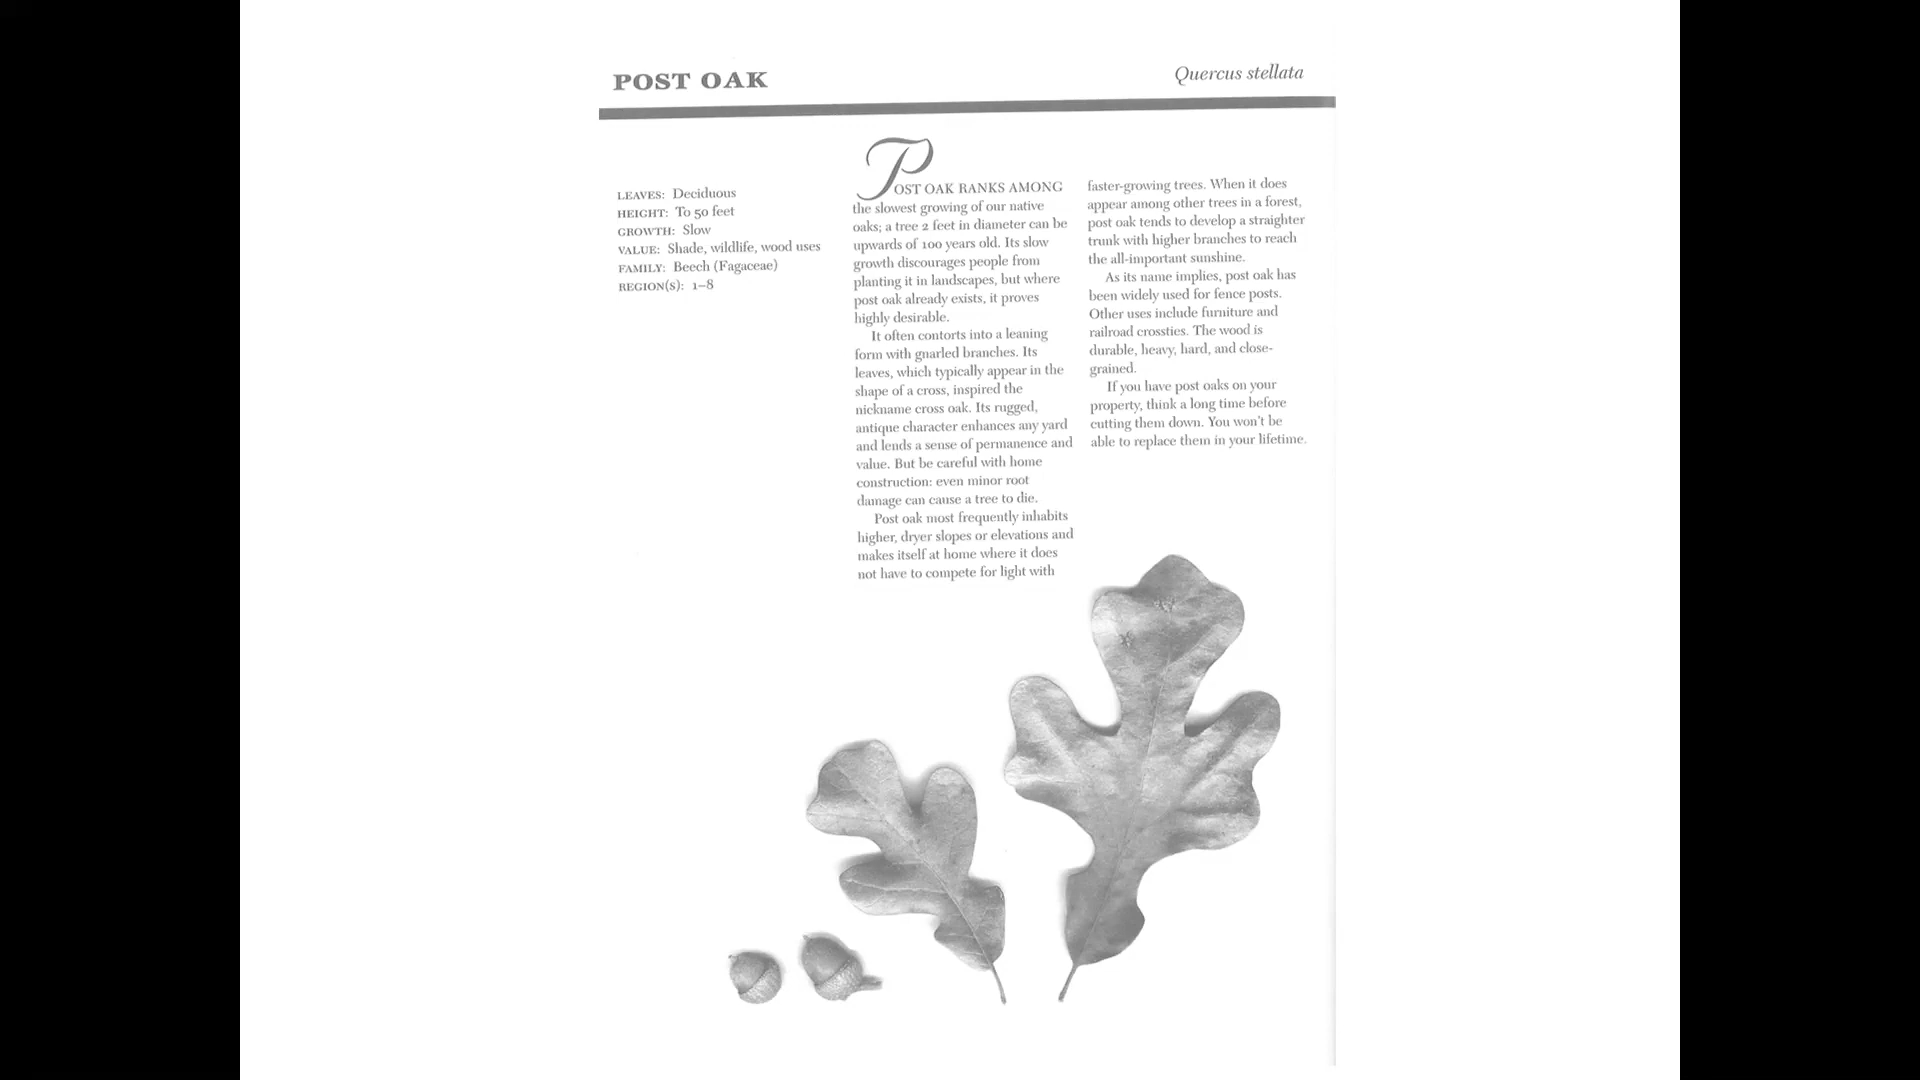 POST OAK
Quercus stellata
LEAVES: Deciduous
HEIGHT: To 50 feet
GROWTH: Slow
VALUE: Shade, wildlife, wood uses
FAMILY: Beech (Fagaceae)
REGION(S): 1–8
POST OAK RANKS AMONG
the slowest growing of our native
oaks; a tree 2 feet in diameter can be
upwards of 100 years old. Its slow
growth discourages people from
planting it in landscapes, but where
post oak already exists, it proves
highly desirable.
It often contorts into a leaning
form with gnarled branches. Its
leaves, which typically appear in the
shape of a cross, inspired the
nickname cross oak. Its rugged,
antique character enhances any yard
and lends a sense of permanence and
value. But be careful with home
construction: even minor root
damage can cause a tree to die.
Post oak most frequently inhabits
higher, dryer slopes or elevations and
makes itself at home where it does
not have to compete for light with
faster-growing trees. When it does
appear among other trees in a forest,
post oak tends to develop a straighter
trunk with higher branches to reach
the all-important sunshine.
As its name implies, post oak has
been widely used for fence posts.
Other uses include furniture and
railroad crossties. The wood is
durable, heavy, hard, and close-
grained.
If you have post oaks on your
property, think a long time before
cutting them down. You won't be
able to replace them in your lifetime.